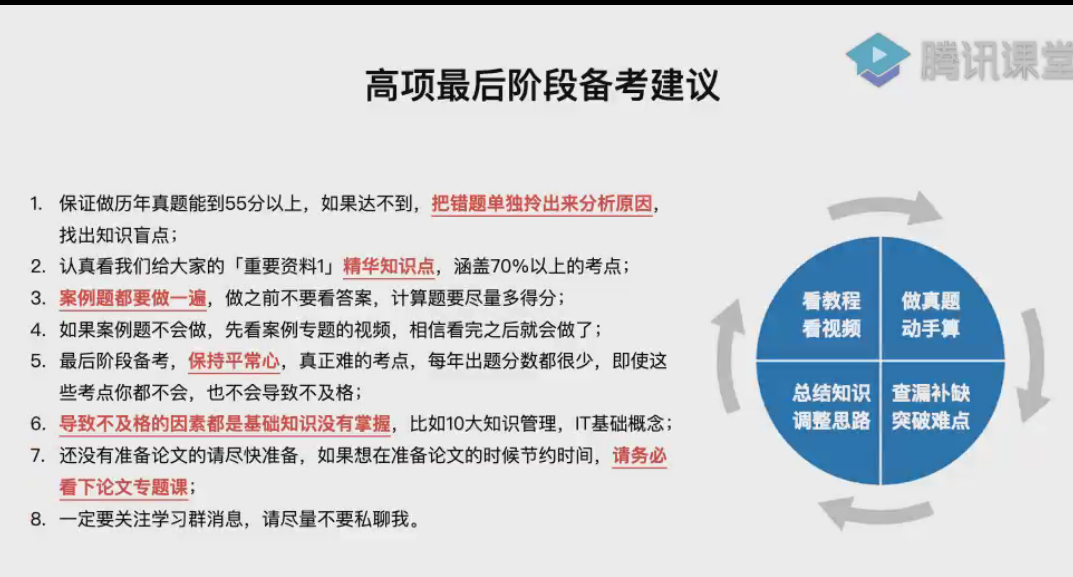 腾讯课堂
高项最后阶段备考建议
1. 保证做历年真题能到55分以上，如果达不到，把错题单独拎出来分析原因，
找出知识盲点；
2. 认真看我们给大家的「重要资料1」精华知识点，涵盖70%以上的考点；
3. 案例题都要做一遍，做之前不要看答案，计算题要尽量多得分；
4. 如果案例题不会做，先看案例专题的视频，相信看完之后就会做了；
5. 最后阶段备考，保持平常心，真正难的考点，每年出题分数都很少，即使这
些考点你都不会，也不会导致不及格；
6. 导致不及格的因素都是基础知识没有掌握，比如10大知识管理，IT基础概念；
7. 还没有准备论文的请尽快准备，如果想在准备论文的时候节约时间，请务必
看下论文专题课；
8. 一定要关注学习群消息，请尽量不要私聊我。
看教程
看视频
做真题
动手算
总结知识
调整思路
查漏补缺
突破难点